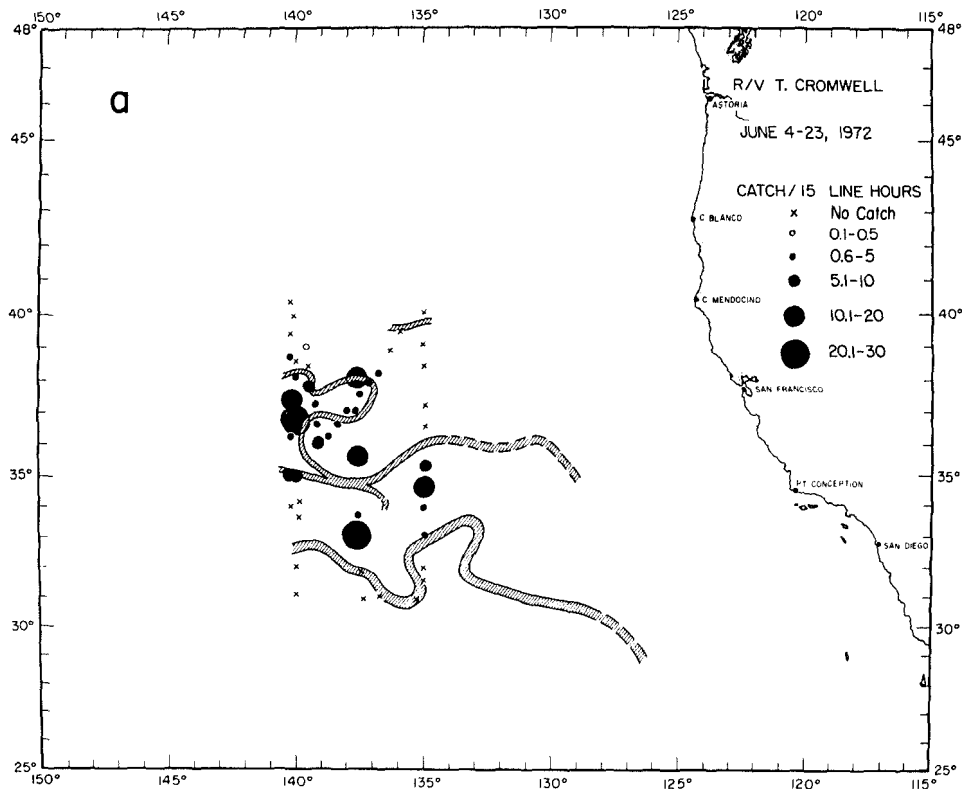 150° 145° 140° 135° 130° 125° 120° 115°
48° 48°
a
R/V T. CROMWELL
ASTORIA
JUNE 4-23, 1972
45° 45°
CATCH/15 LINE HOURS
x No Catch
0.1-0.5
0.6-5
5.1-10
10.1-20
20.1-30
C BLANCO
C MENDOCINO
40° 40°
SAN FRANCISCO
35° 35°
PT. CONCEPTION
SAN DIEGO
30° 30°
25° 25°
150° 145° 140° 135° 130° 125° 120° 115°